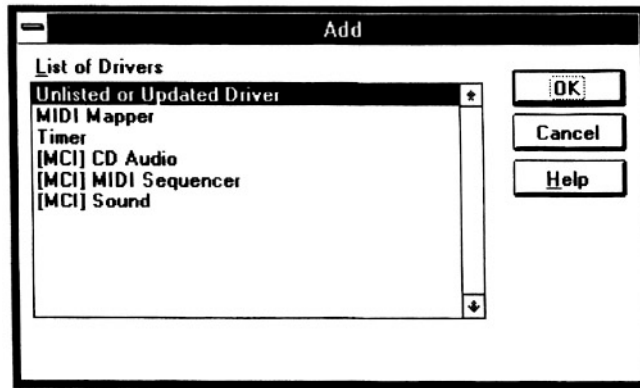 Add
List of Drivers
Unlisted or Updated Driver
MIDI Mapper
Timer
[MCI] CD Audio
[MCI] MIDI Sequencer
[MCI] Sound
OK
Cancel
Help